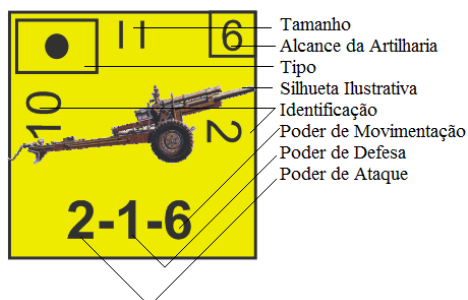 II
6
Tamanho
Alcance da Artilharia
Tipo
Silhueta Ilustrativa
Identificação
Poder de Movimentação
Poder de Defesa
Poder de Ataque
10
2
2-1-6